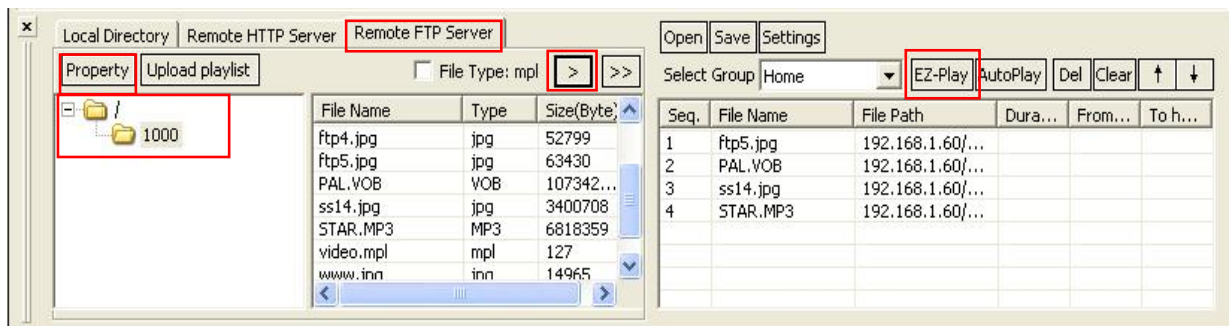 x
Local Directory Remote HTTP Server Remote FTP Server
Property Upload playlist File Type: mpl > >>
/
1000
File Name Type Size(Byte)
ftp4.jpg jpg 52799
ftp5.jpg jpg 63430
PAL.VOB VOB 107342...
ss14.jpg jpg 3400708
STAR.MP3 MP3 6818359
video.mpl mpl 127
www.jpg jpg 14965
Open Save Settings
Select Group Home EZ-Play AutoPlay Del Clear
Seq. File Name File Path Dura... From... To h...
1 ftp5.jpg 192.168.1.60/...
2 PAL.VOB 192.168.1.60/...
3 ss14.jpg 192.168.1.60/...
4 STAR.MP3 192.168.1.60/...